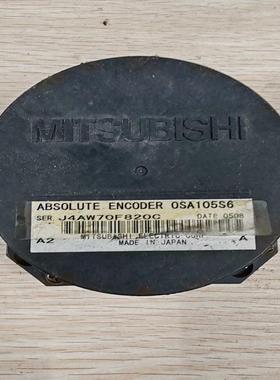 MITSUBISHI
ABSOLUTE ENCODER OSA105S6
SER. J4AW70F820C DATE 0508
MITSUBISHI ELECTRIC CORP
A2 MADE IN JAPAN A